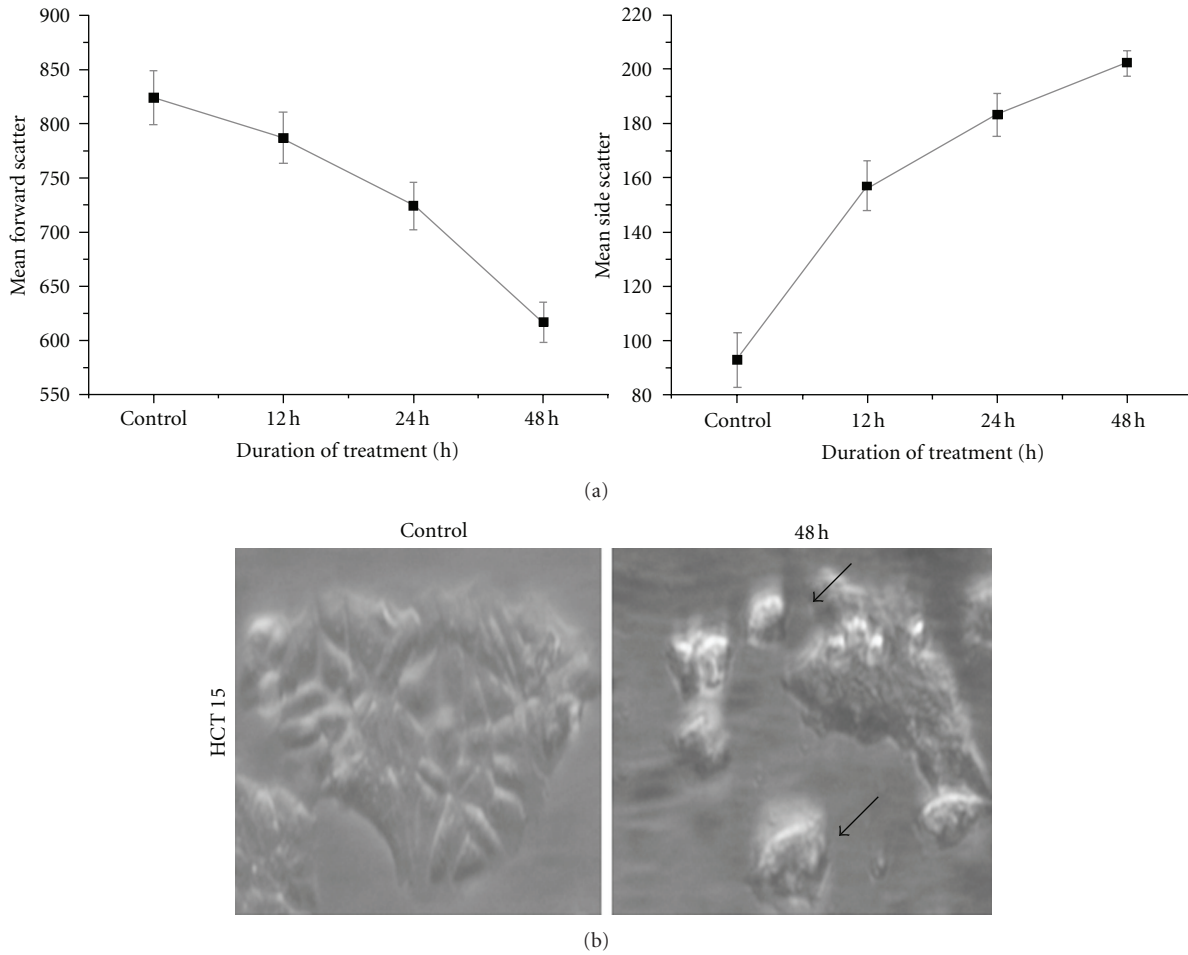 900
850
800
750
700
650
600
550
Mean forward scatter
Control 12 h 24 h 48 h
Duration of treatment (h)
220
200
180
160
140
120
100
80
Mean side scatter
Control 12 h 24 h 48 h
Duration of treatment (h)
(a)
Control 48 h
HCT 15
(b)